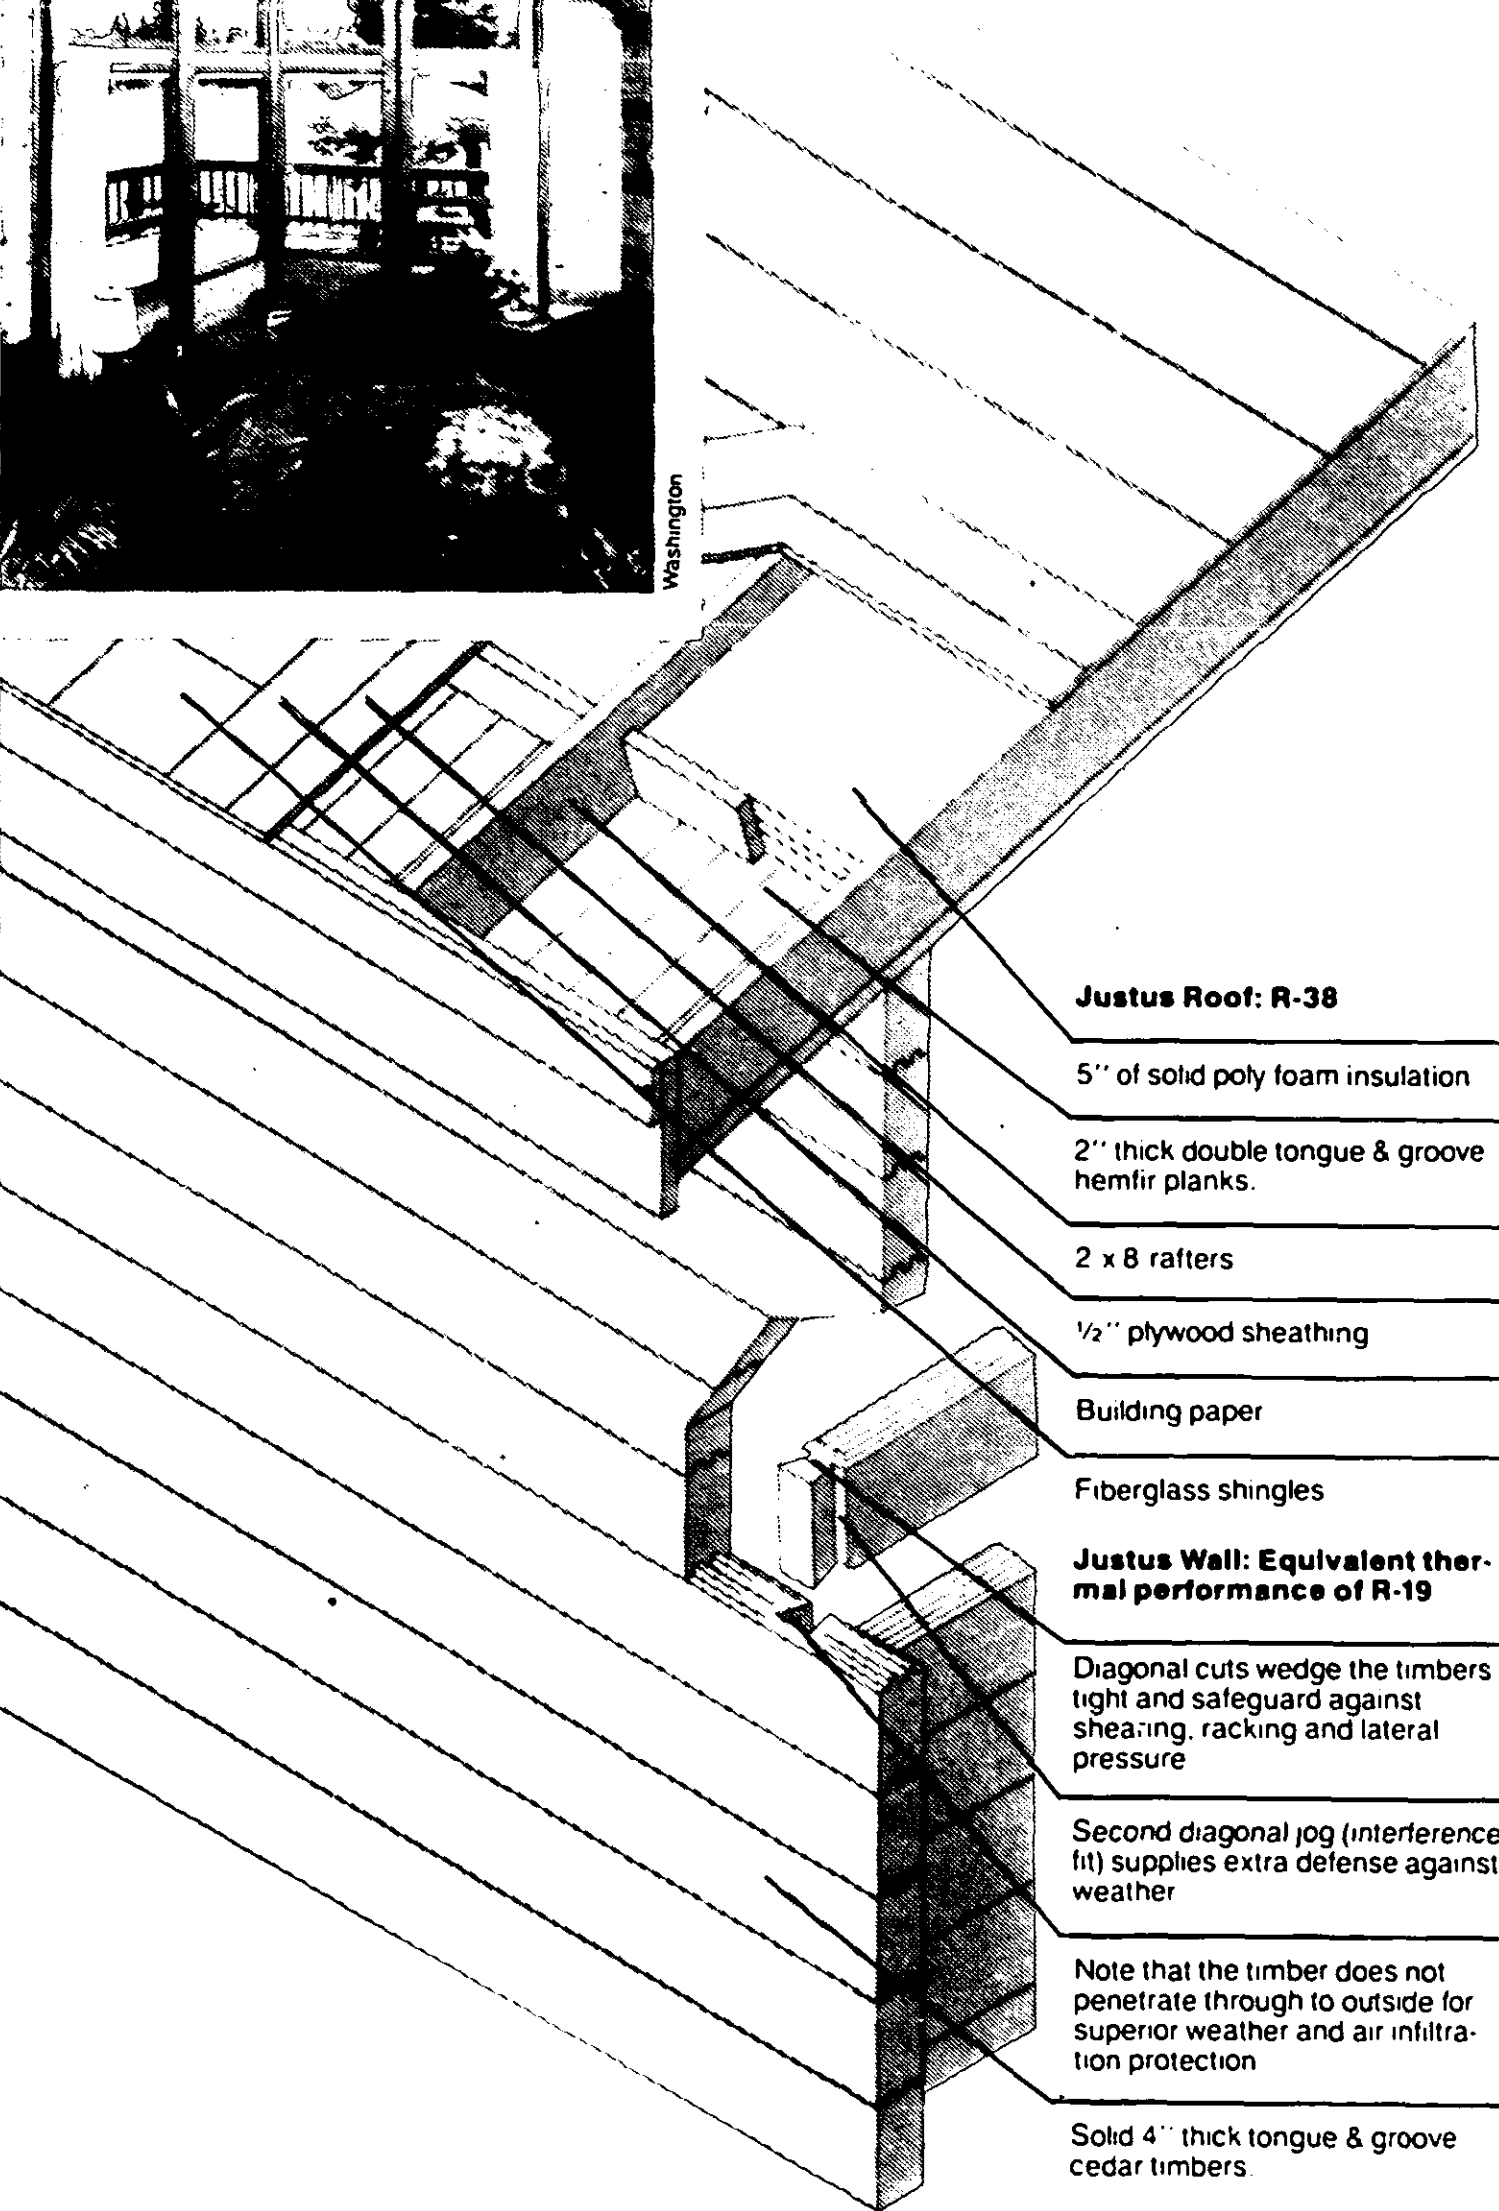 Washington
Justus Roof: R-38
5'' of solid poly foam insulation
2'' thick double tongue & groove
hemfir planks.
2 x 8 rafters
½'' plywood sheathing
Building paper
Fiberglass shingles
Justus Wall: Equivalent ther-
mal performance of R-19
Diagonal cuts wedge the timbers
tight and safeguard against
shearing, racking and lateral
pressure
Second diagonal jog (interference
fit) supplies extra defense against
weather
Note that the timber does not
penetrate through to outside for
superior weather and air infiltra-
tion protection
Solid 4'' thick tongue & groove
cedar timbers.